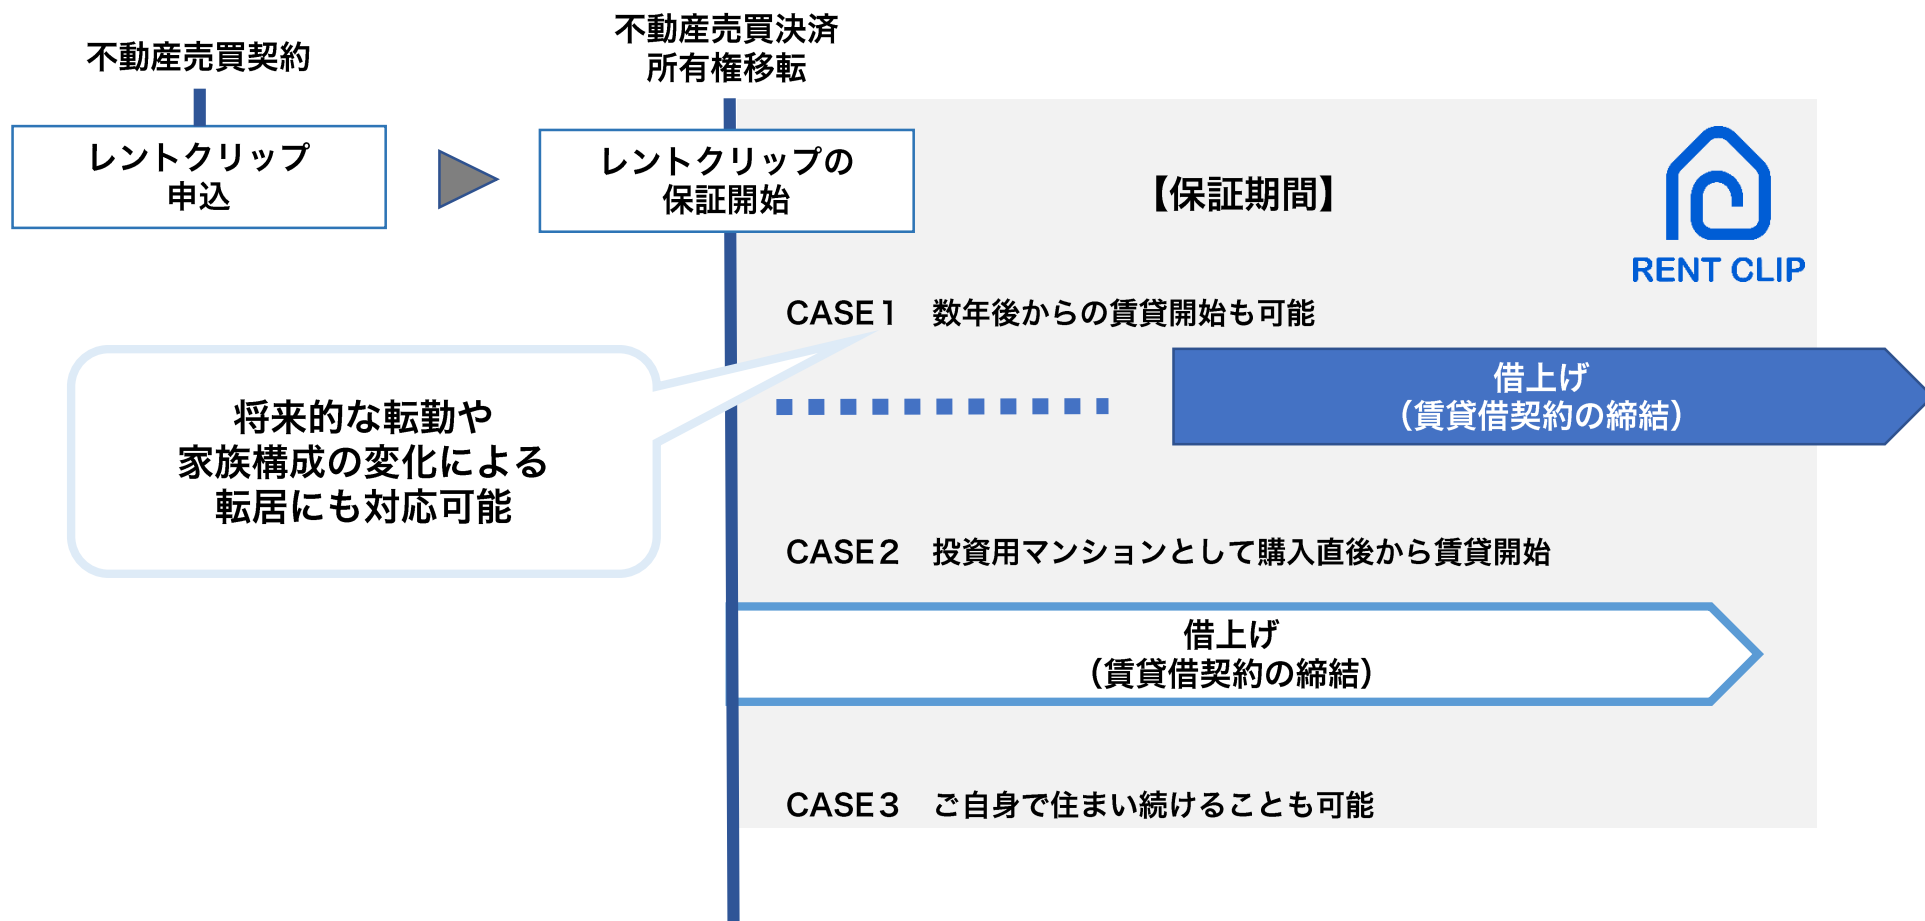 不動産売買契約
レントクリップ
申込
不動産売買決済
所有権移転
レントクリップの
保証開始
【保証期間】
RENT CLIP
CASE1 数年後からの賃貸開始も可能
借上げ
(賃貸借契約の締結)
将来的な転勤や
家族構成の変化による
転居にも対応可能
CASE2 投資用マンションとして購入直後から賃貸開始
借上げ
(賃貸借契約の締結)
CASE3 ご自身で住まい続けることも可能